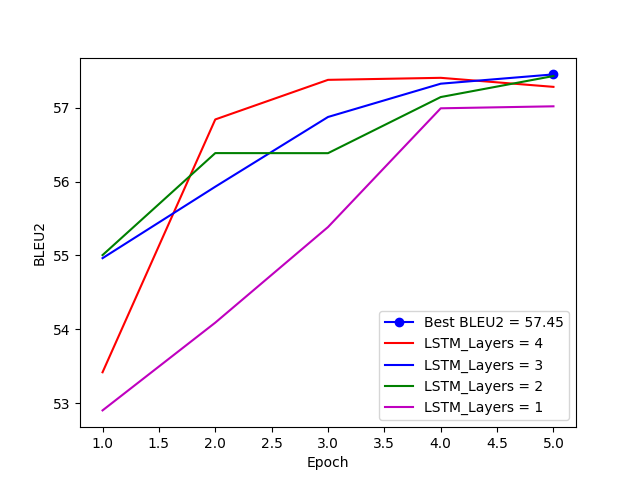 57
56
55
54
53
BLEU2
Best BLEU2 = 57.45
LSTM_Layers = 4
LSTM_Layers = 3
LSTM_Layers = 2
LSTM_Layers = 1
1.0 1.5 2.0 2.5 3.0 3.5 4.0 4.5 5.0
Epoch